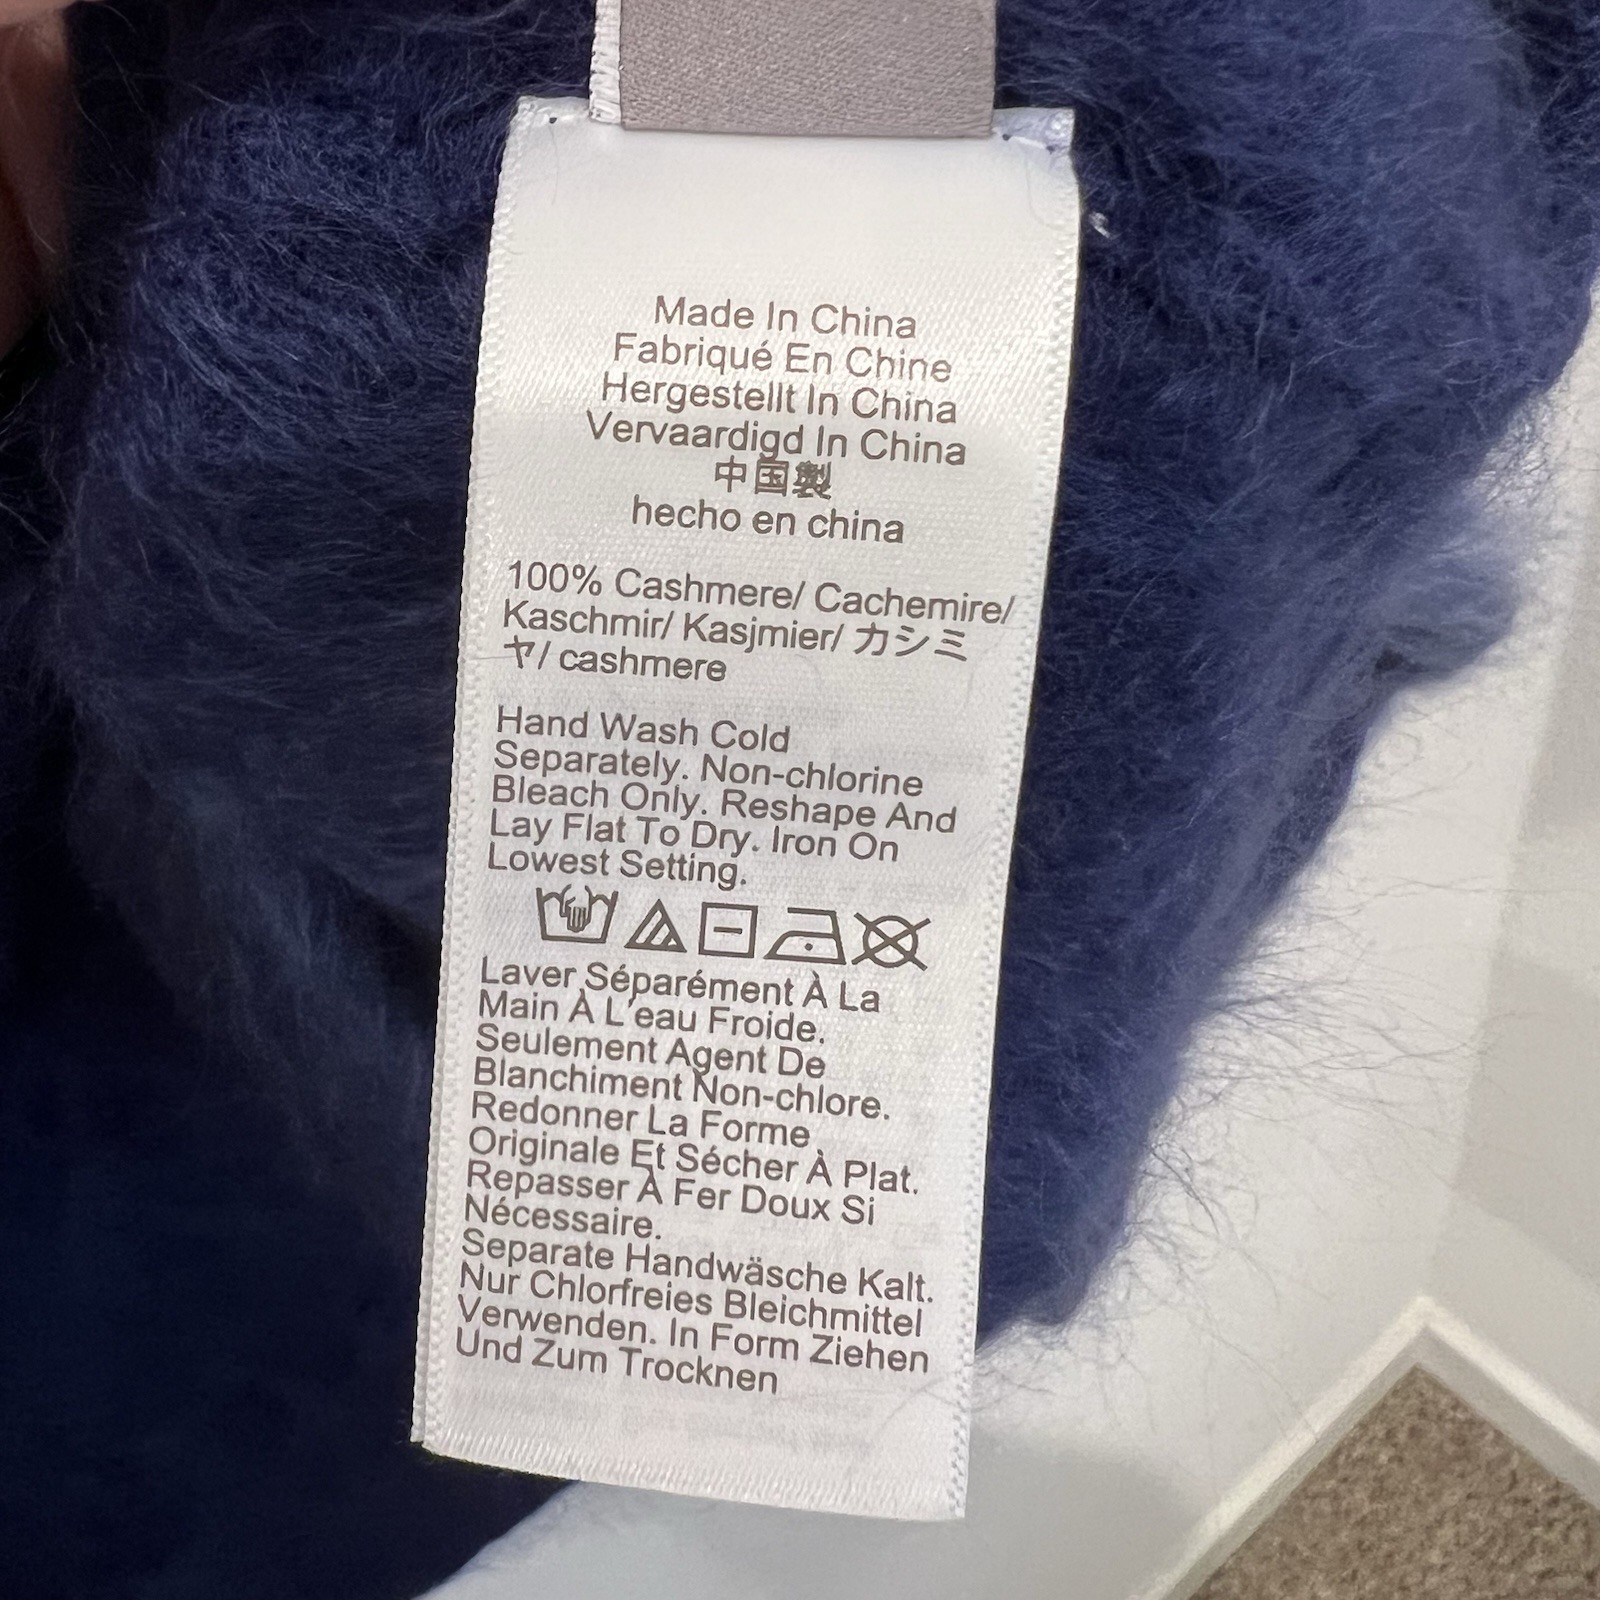 Made In China
Fabriqué En Chine
Hergestellt In China
Vervaardigd In China
中国製
hecho en china
100% Cashmere/ Cachemire/
Kaschmir/ Kasjmier/ カシミ
ヤ/ cashmere
Hand Wash Cold
Separately. Non-chlorine
Bleach Only. Reshape And
Lay Flat To Dry. Iron On
Lowest Setting.
Laver Séparément À La
Main À L'eau Froide.
Seulement Agent De
Blanchiment Non-chlore.
Redonner La Forme
Originale Et Sécher À Plat.
Repasser À Fer Doux Si
Nécessaire.
Separate Handwäsche Kalt.
Nur Chlorfreies Bleichmittel
Verwenden. In Form Ziehen
Und Zum Trocknen